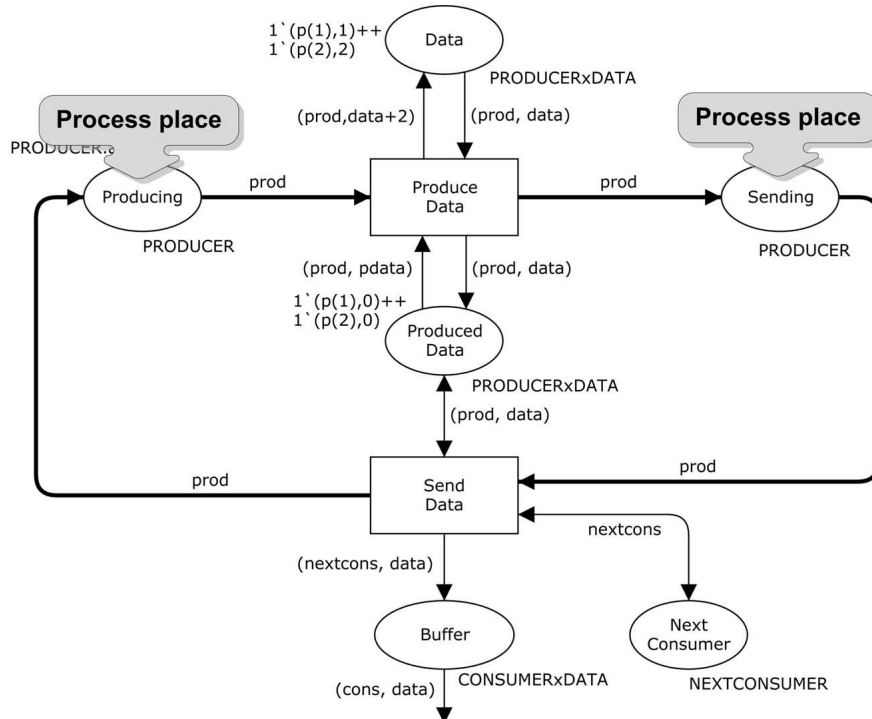 1`(p(1),1)++
1`(p(2),2)
Data
PRODUCERxDATA
(prod,data+2)
(prod, data)
Process place
Process place
Producing
prod
Produce
Data
prod
Sending
PRODUCER
PRODUCER
(prod, pdata)
(prod, data)
1`(p(1),0)++
1`(p(2),0)
Produced
Data
PRODUCERxDATA
(prod, data)
prod
Send
Data
prod
nextcons
(nextcons, data)
Buffer
Next
Consumer
CONSUMERxDATA
NEXTCONSUMER
(cons, data)